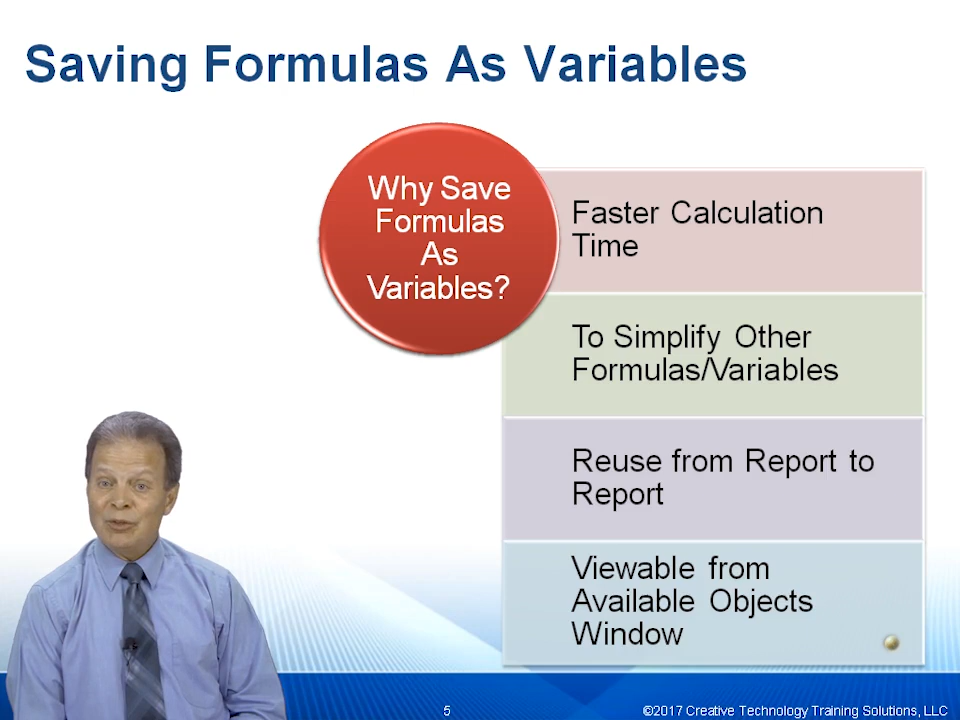 Saving Formulas As Variables
Why Save
Formulas
As
Variables?
Faster Calculation
Time
To Simplify Other
Formulas/Variables
Reuse from Report to
Report
Viewable from
Available Objects
Window
5
©2017 Creative Technology Training Solutions, LLC